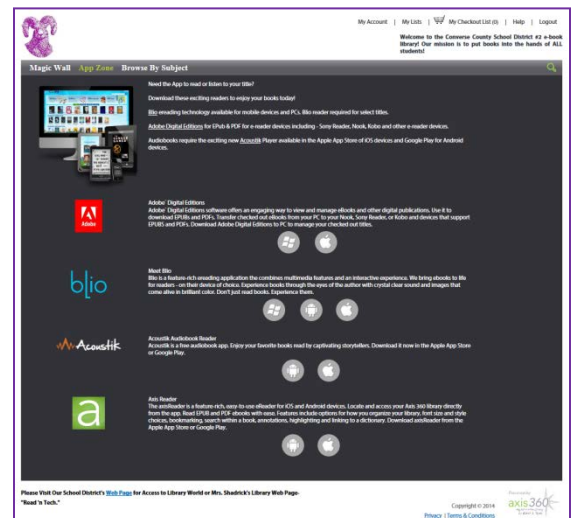 My Account | My Lists | My Checkout List (0) | Help | Logout
Welcome to the Converse County School District #2 e-book
library! Our mission is to put books into the hands of ALL
students!
Magic Wall App Zone Browse By Subject
Need the App to read or listen to your title?
Download these exciting readers to enjoy your books today!
Blio ereading technology available for mobile devices and PCs. Blio reader required for select titles.
Adobe Digital Editions for EPub & PDF for e-reader devices including - Sony Reader, Nook, Kobo and other e-reader devices.
Audiobooks require the exciting new Acoustik Player available in the Apple App Store of iOS devices and Google Play for Android
devices.
Adobe
Adobe® Digital Editions
Adobe® Digital Editions software offers an engaging way to view and manage eBooks and other digital publications. Use it to
download EPUBs and PDFs. Transfer checked out eBooks from your PC to your Nook, Sony Reader, or Kobo and devices that support
EPUBS and PDFs. Download Adobe Digital Editions to PC to manage your checked out titles.
blio
Meet Blio
Blio is a feature-rich ereading application the combines multimedia features and an interactive experience. We bring ebooks to life
for readers - on their device of choice. Experience books through the eyes of the author with crystal clear sound and images that
come alive in brilliant color. Don't just read books. Experience them.
Acoustik
Acoustik Audiobook Reader
Acoustik is a free audiobook app. Enjoy your favorite books read by captivating storytellers. Download it now in the Apple App Store
or Google Play.
a
Axis Reader
The axisReader is a feature-rich, easy-to-use eReader for iOS and Android devices. Locate and access your Axis 360 library directly
from the app. Read EPUB and PDF ebooks with ease. Features include options for how you organize your library, font size and style
choices, bookmarking, search within a book, annotations, highlighting and linking to a dictionary. Download axisReader from the
Apple App Store or Google Play.
Please Visit Our School District's Web Page for Access to Library World or Mrs. Shadrick's Library Web Page-
"Read 'n Tech."
Copyright © 2014
Privacy | Terms & Conditions
axis 360